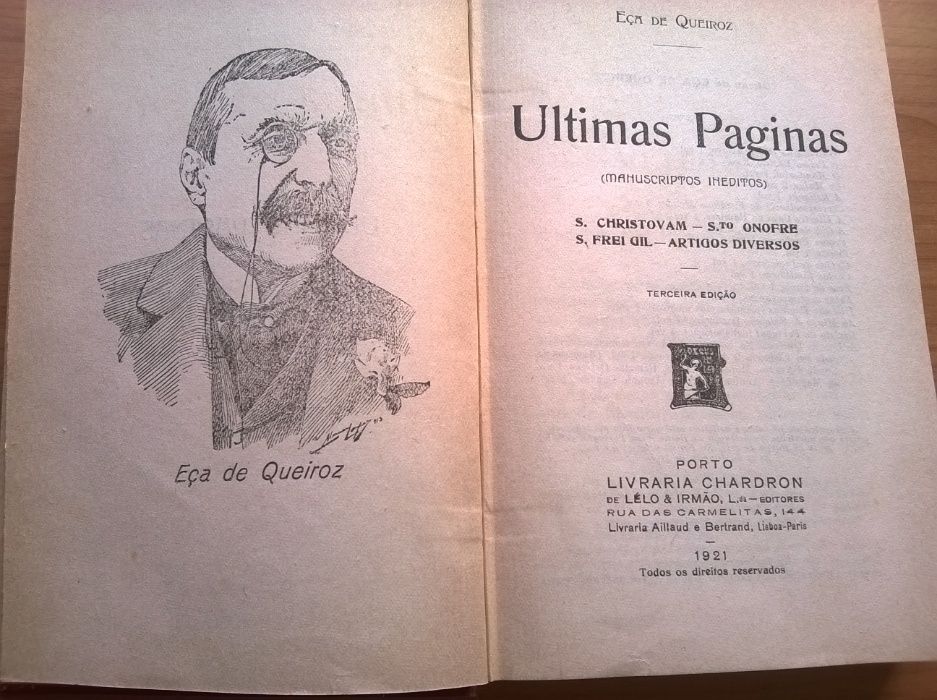 Eça de Queiroz
Eça de Queiroz
Ultimas Paginas
(MANUSCRIPTOS INEDITOS)
S. CHRISTOVAM — S.TO ONOFRE
S. FREI GIL — ARTIGOS DIVERSOS
TERCEIRA EDIÇÃO
PORTO
LIVRARIA CHARDRON
DE LÉLO & IRMÃO, L.da — EDITORES
RUA DAS CARMELITAS, 144
Livraria Aillaud e Bertrand, Lisboa-Paris
1921
Todos os direitos reservados